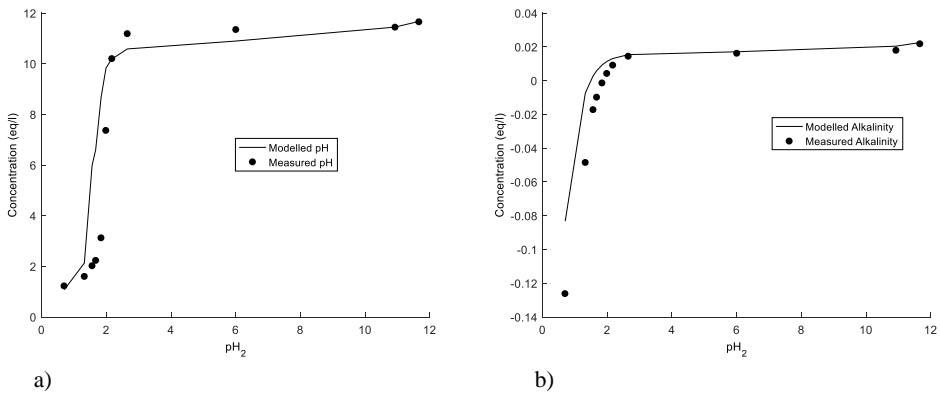 12
10
8
6
4
2
0
Concentration (eq/l)
0 2 4 6 8 10 12
pH2
Modelled pH
Measured pH
a)
0.04
0.02
0
-0.02
-0.04
-0.06
-0.08
-0.1
-0.12
-0.14
Concentration (eq/l)
0 2 4 6 8 10 12
pH2
Modelled Alkalinity
Measured Alkalinity
b)